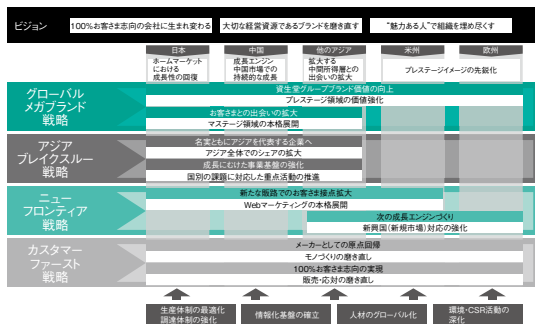 ビジョン
100%お客さま志向の会社に生まれ変わる
大切な経営資源であるブランドを磨き直す
“魅力ある人”で組織を埋め尽くす
日本
中国
他のアジア
米州
欧州
ホームマーケット
における
成長性の回復
成長エンジン
中国市場での
持続的な成長
拡大する
中間所得層との
出会いの拡大
プレステージイメージの先鋭化
グローバル
メガブランド
戦略
資生堂グループブランド価値の向上
プレステージ領域の価値強化
お客さまとの出会いの拡大
マステージ領域の本格展開
アジア
ブレイクスルー
戦略
名実ともにアジアを代表する企業へ
アジア全体でのシェアの拡大
成長にむけた事業基盤の強化
国別の課題に対応した重点活動の推進
ニュー
フロンティア
戦略
新たな販路でのお客さま接点拡大
Webマーケティングの本格展開
次の成長エンジンづくり
新興国(新規市場)対応の強化
カスタマー
ファースト
戦略
メーカーとしての原点回帰
モノづくりの磨き直し
100%お客さま志向の実現
販売・応対の磨き直し
生産体制の最適化
調達体制の強化
情報化基盤の確立
人材のグローバル化
環境・CSR活動の
深化